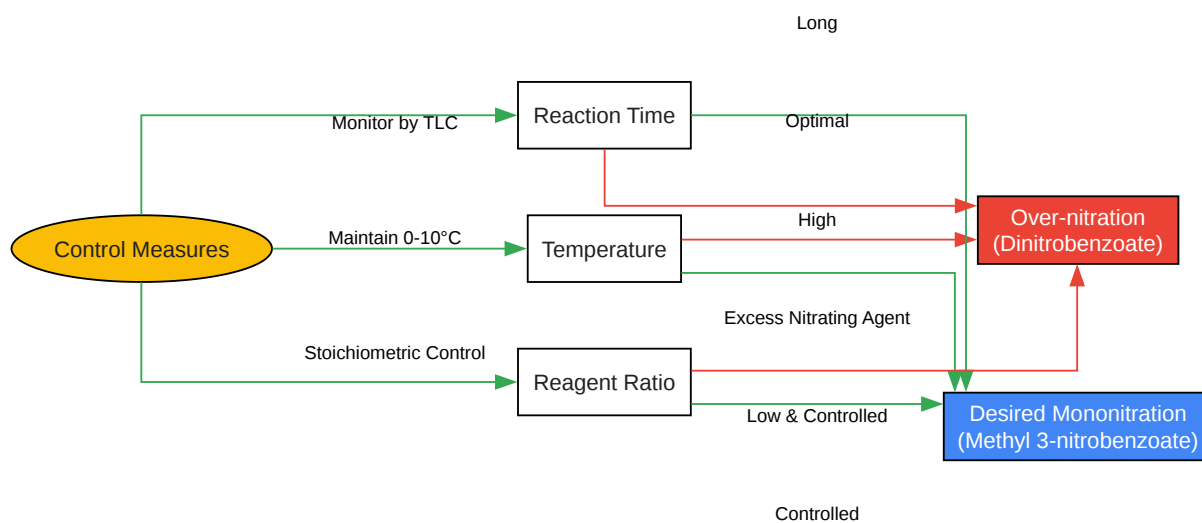 Long
Reaction Time
Monitor by TLC
Optimal
Over-nitration
(Dinitrobenzoate)
Control Measures
Maintain 0-10°C
Temperature
High
Excess Nitrating Agent
Stoichiometric Control
Reagent Ratio
Low & Controlled
Desired Mononitration
(Methyl 3-nitrobenzoate)
Controlled